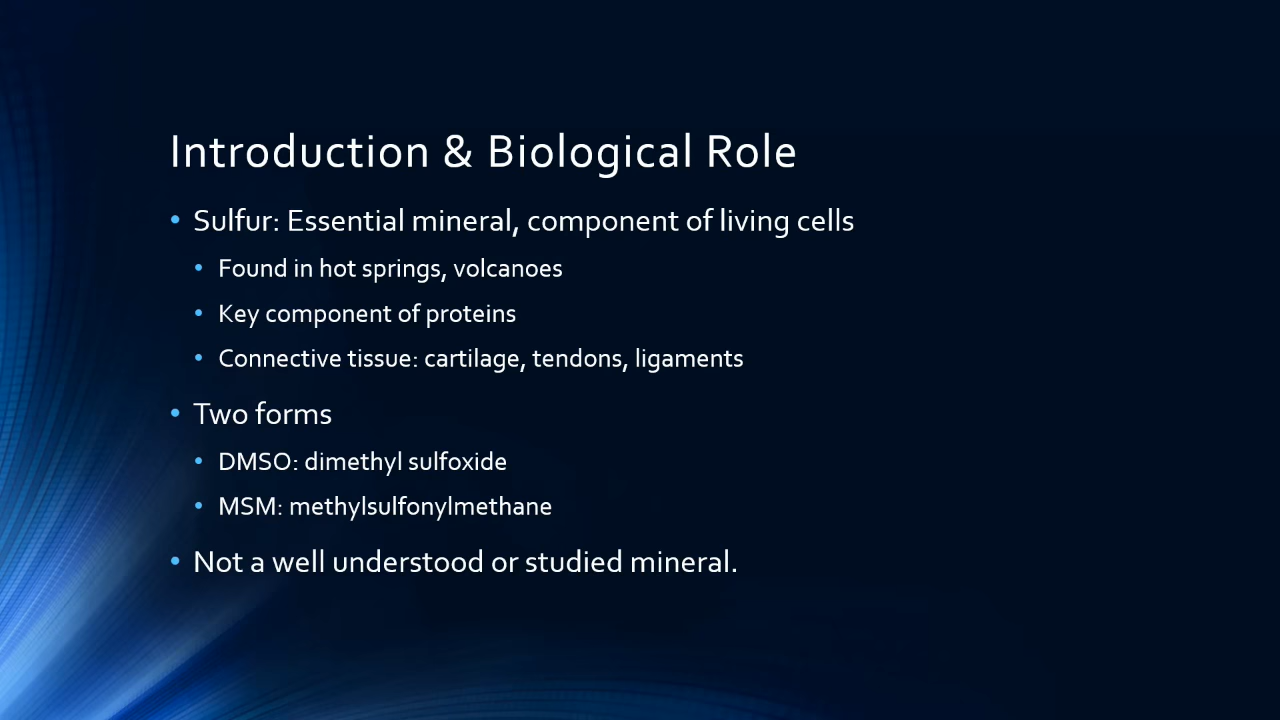 Introduction & Biological Role
• Sulfur: Essential mineral, component of living cells
• Found in hot springs, volcanoes
• Key component of proteins
• Connective tissue: cartilage, tendons, ligaments
• Two forms
• DMSO: dimethyl sulfoxide
• MSM: methylsulfonylmethane
• Not a well understood or studied mineral.